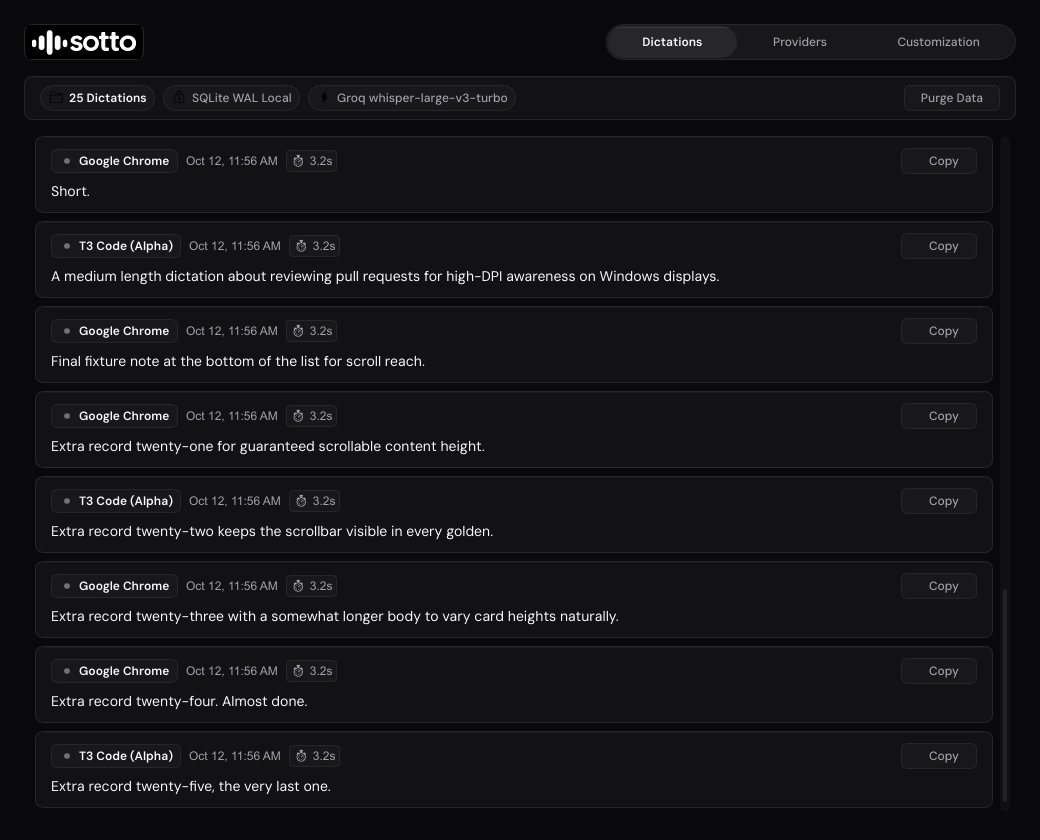 sotto
Dictations Providers Customization
25 Dictations SQLite WAL Local Groq whisper-large-v3-turbo Purge Data
Google Chrome Oct 12, 11:56 AM 3.2s Copy
Short.
T3 Code (Alpha) Oct 12, 11:56 AM 3.2s Copy
A medium length dictation about reviewing pull requests for high-DPI awareness on Windows displays.
Google Chrome Oct 12, 11:56 AM 3.2s Copy
Final fixture note at the bottom of the list for scroll reach.
Google Chrome Oct 12, 11:56 AM 3.2s Copy
Extra record twenty-one for guaranteed scrollable content height.
T3 Code (Alpha) Oct 12, 11:56 AM 3.2s Copy
Extra record twenty-two keeps the scrollbar visible in every golden.
Google Chrome Oct 12, 11:56 AM 3.2s Copy
Extra record twenty-three with a somewhat longer body to vary card heights naturally.
Google Chrome Oct 12, 11:56 AM 3.2s Copy
Extra record twenty-four. Almost done.
T3 Code (Alpha) Oct 12, 11:56 AM 3.2s Copy
Extra record twenty-five, the very last one.